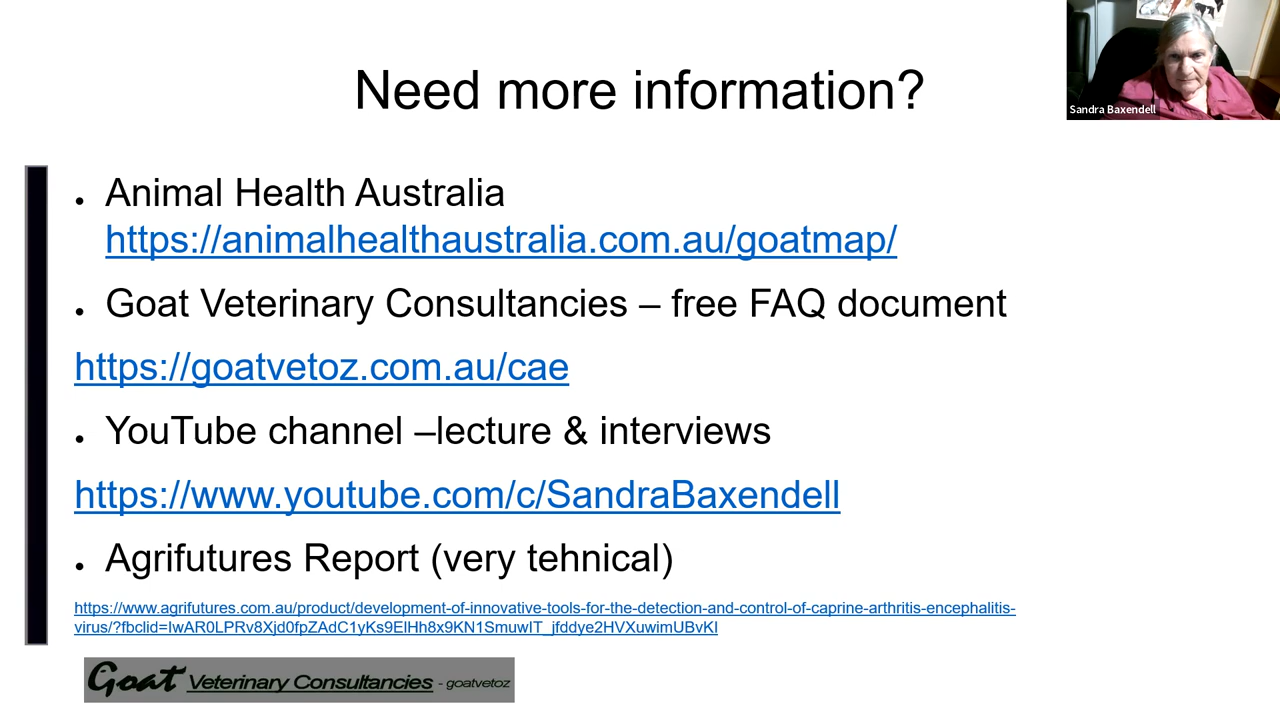 Need more information?
Sandra Baxendell
• Animal Health Australia
https://animalhealthaustralia.com.au/goatmap/
• Goat Veterinary Consultancies – free FAQ document
https://goatvetoz.com.au/cae
• YouTube channel –lecture & interviews
https://www.youtube.com/c/SandraBaxendell
• Agrifutures Report (very tehnical)
https://www.agrifutures.com.au/product/development-of-innovative-tools-for-the-detection-and-control-of-caprine-arthritis-encephalitis-
virus/?fbclid=IwAR0LPRv8Xjd0fpZAdC1yKs9ElHh8x9KN1SmuwIT_jfddye2HVXuwimUBvKI
Goat Veterinary Consultancies - goatvetoz